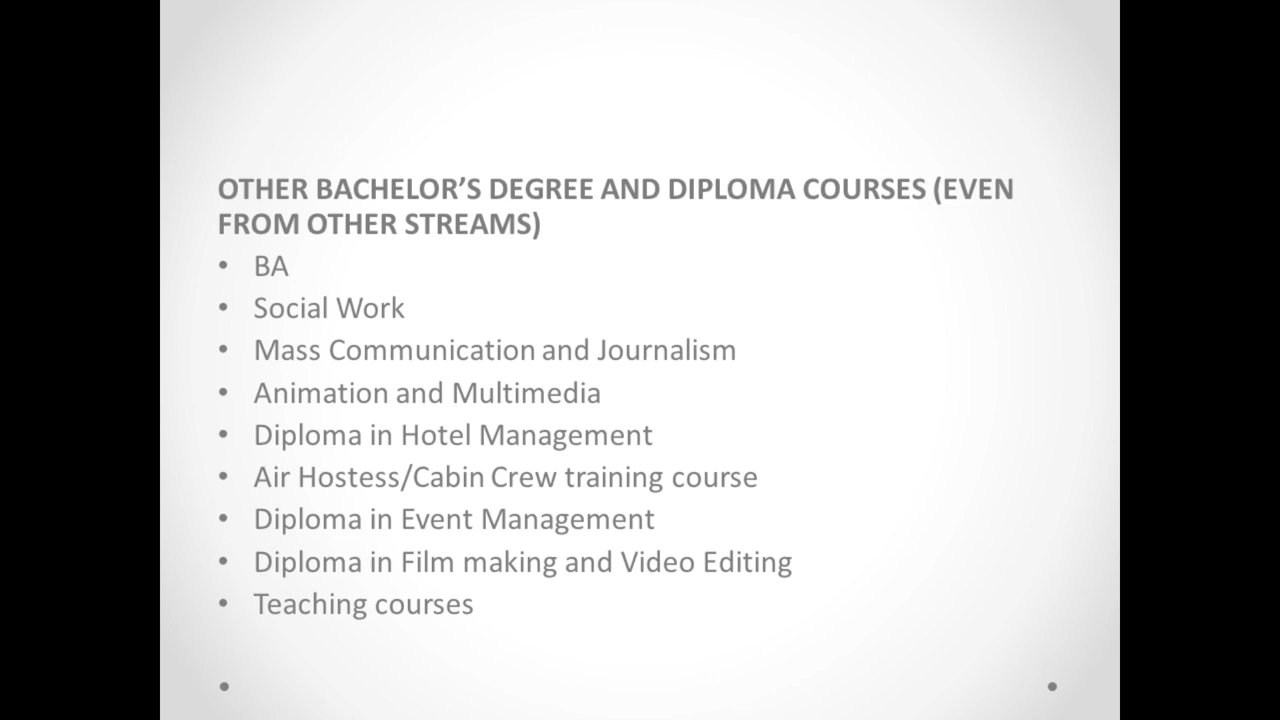 OTHER BACHELOR’S DEGREE AND DIPLOMA COURSES (EVEN
FROM OTHER STREAMS)
• BA
• Social Work
• Mass Communication and Journalism
• Animation and Multimedia
• Diploma in Hotel Management
• Air Hostess/Cabin Crew training course
• Diploma in Event Management
• Diploma in Film making and Video Editing
• Teaching courses